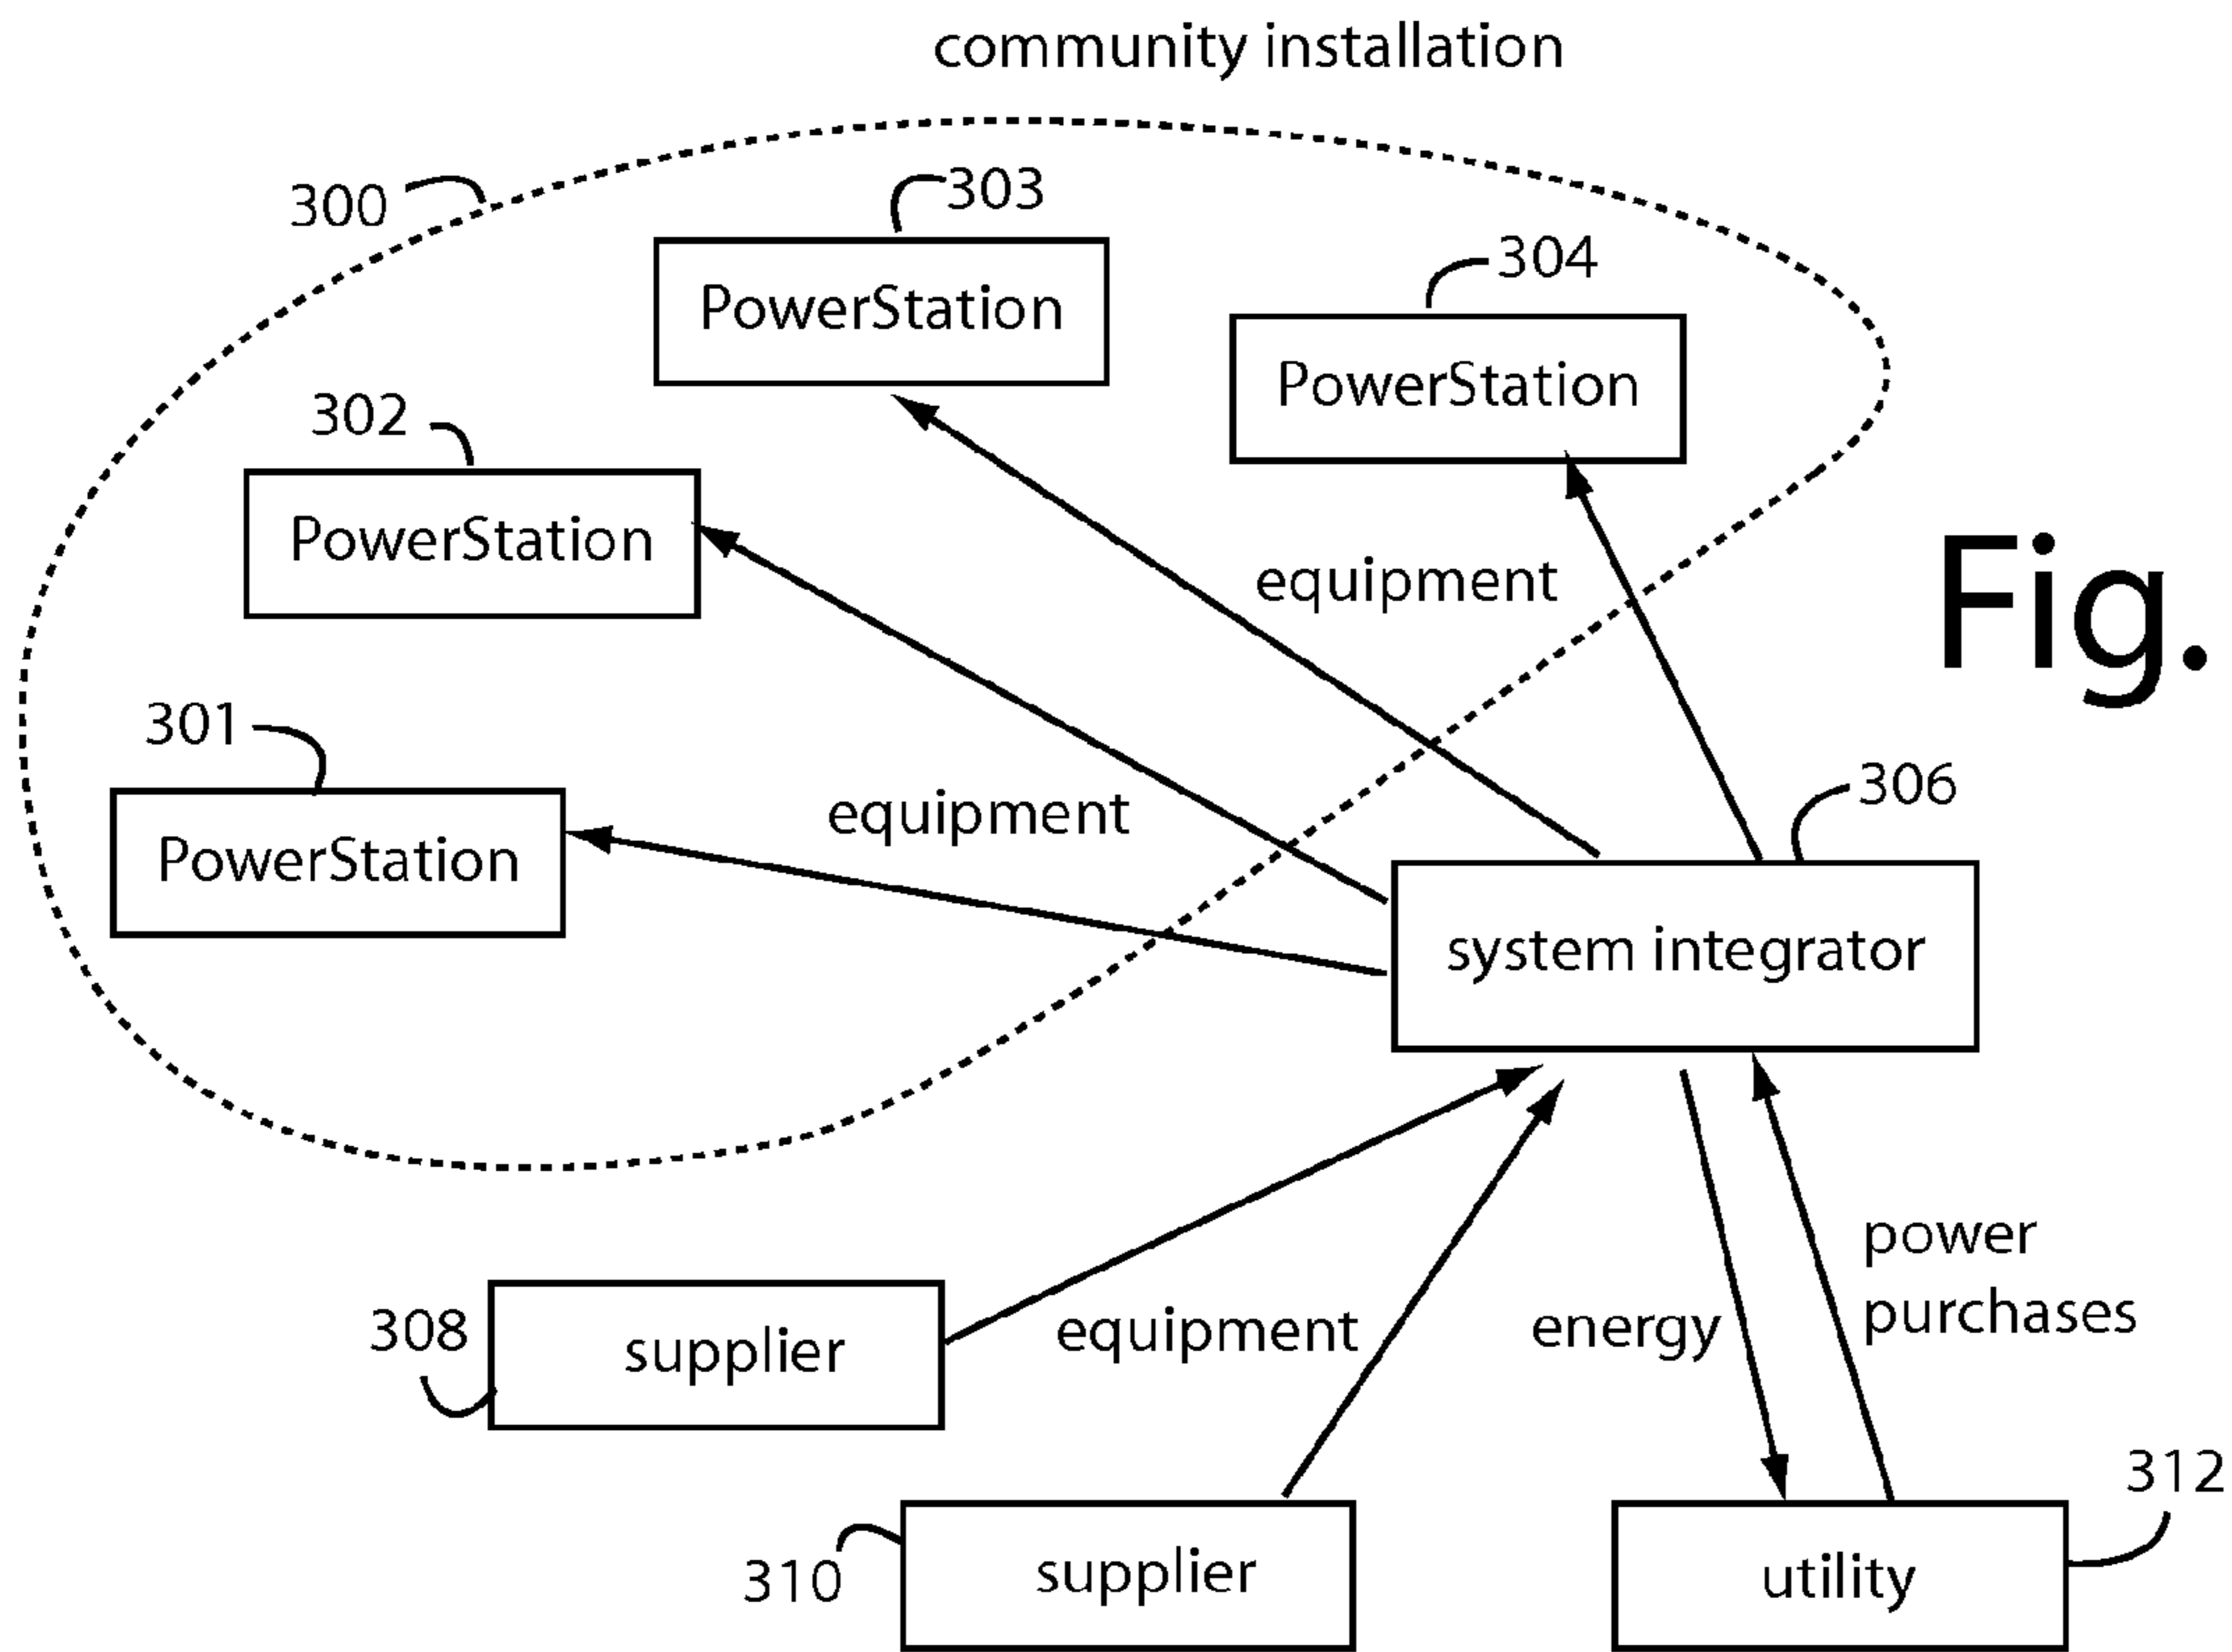 community installation
300
303
PowerStation
304
PowerStation
302
PowerStation
equipment
Fig.
301
PowerStation
equipment
306
system integrator
308
supplier
equipment
energy
power
purchases
310
supplier
utility
312